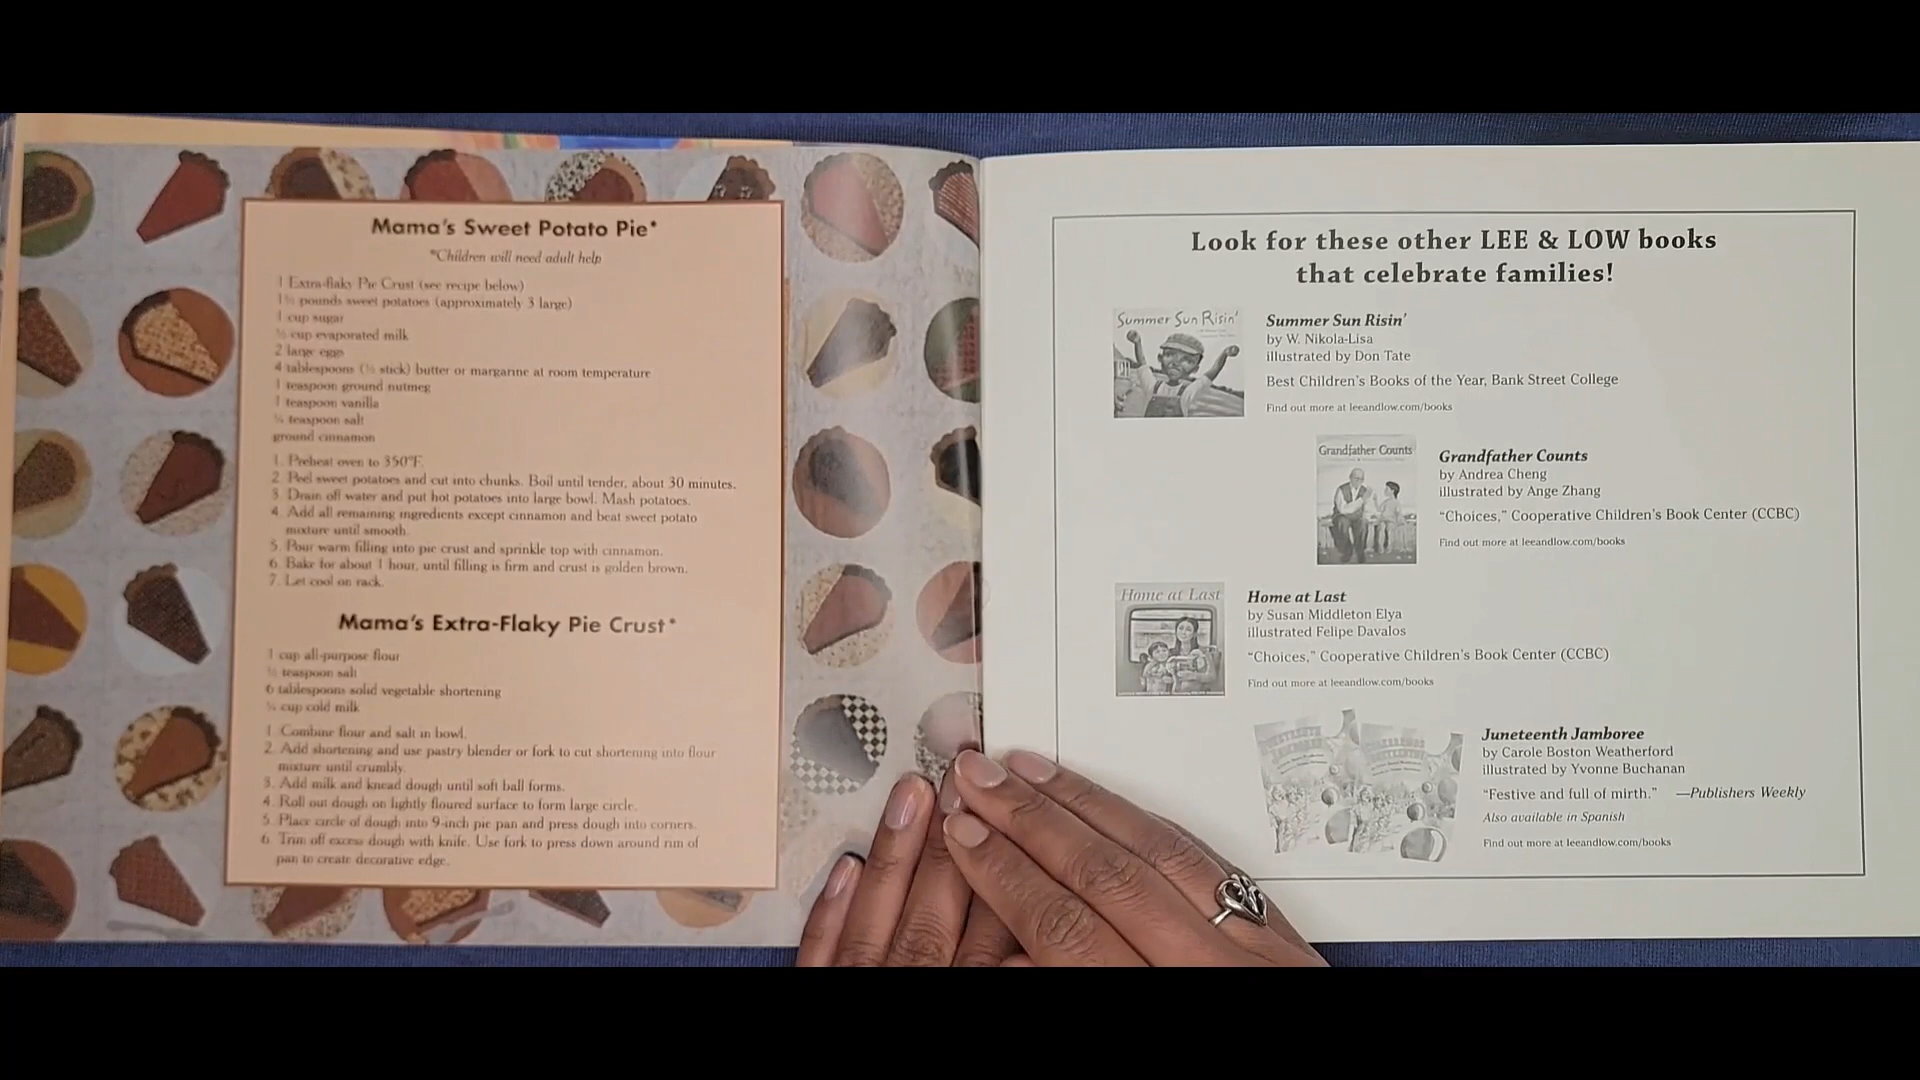 Mama's Sweet Potato Pie*
*Children will need adult help
1 Extra-flaky Pie Crust (see recipe below)
pounds sweet potatoes (approximately 3 large)
1 cup sugar
cup evaporated milk
2 large eggs
4 tablespoons ( stick) butter or margarine at room temperature
1 teaspoon ground nutmeg
1 teaspoon vanilla
teaspoon salt
ground cinnamon
1. Preheat oven to 350°F.
2. Peel sweet potatoes and cut into chunks. Boil until tender, about 30 minutes.
3. Drain off water and put hot potatoes into large bowl. Mash potatoes.
4. Add all remaining ingredients except cinnamon and beat sweet potato
mixture until smooth.
5. Pour warm filling into pie crust and sprinkle top with cinnamon.
6. Bake for about 1 hour, until filling is firm and crust is golden brown.
7. Let cool on rack.
Mama's Extra-Flaky Pie Crust*
1 cup all-purpose flour
teaspoon salt
6 tablespoons solid vegetable shortening
cup cold milk
1. Combine flour and salt in bowl.
2. Add shortening and use pastry blender or fork to cut shortening into flour
mixture until crumbly.
3. Add milk and knead dough until soft ball forms.
4. Roll out dough on lightly floured surface to form large circle.
5. Place circle of dough into 9-inch pie pan and press dough into corners.
6. Trim off excess dough with knife. Use fork to press down around rim of
pan to create decorative edge.
Look for these other LEE & LOW books
that celebrate families!
Summer Sun Risin'
Summer Sun Risin'
by W. Nikola-Lisa
illustrated by Don Tate
Best Children's Books of the Year, Bank Street College
Find out more at leeandlow.com/books
Grandfather Counts
Grandfather Counts
by Andrea Cheng
illustrated by Ange Zhang
"Choices," Cooperative Children's Book Center (CCBC)
Find out more at leeandlow.com/books
Home at Last
Home at Last
by Susan Middleton Elya
illustrated Felipe Davalos
"Choices," Cooperative Children's Book Center (CCBC)
Find out more at leeandlow.com/books
Juneteenth Jamboree
by Carole Boston Weatherford
illustrated by Yvonne Buchanan
"Festive and full of mirth." —Publishers Weekly
Also available in Spanish
Find out more at leeandlow.com/books